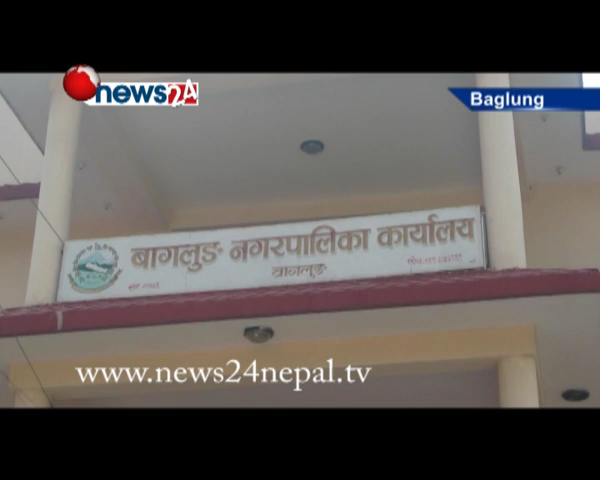 news24
Baglung
बागलुङ नगरपालिका कार्यालय
बागलुङ
www.news24nepal.tv